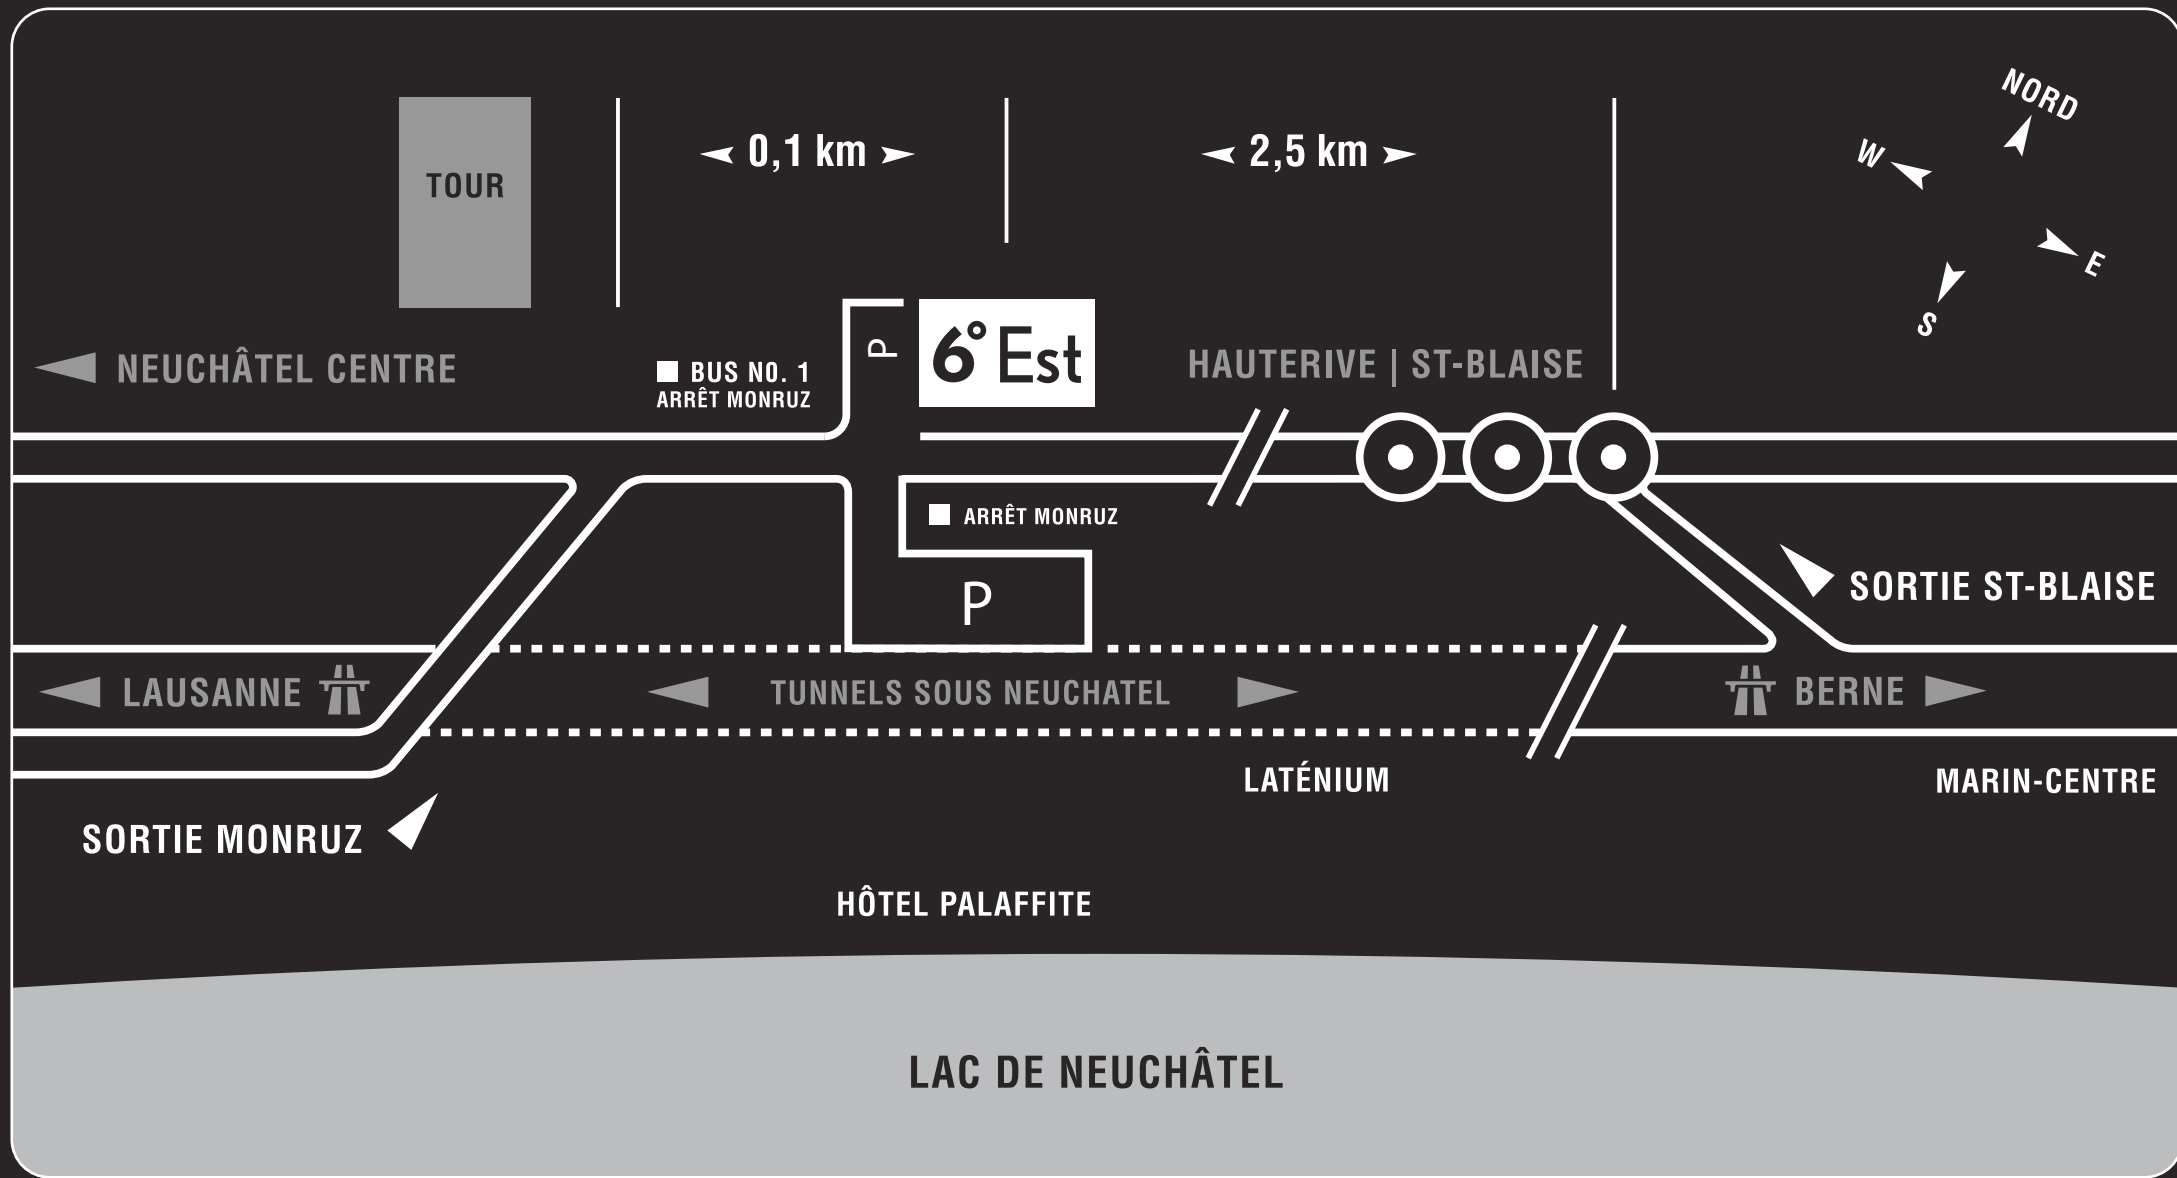 NORD
W
E
S
TOUR
0,1 km
2,5 km
NEUCHÂTEL CENTRE
BUS NO. 1
ARRÊT MONRUZ
P
6° Est
HAUTERIVE | ST-BLAISE
ARRÊT MONRUZ
P
SORTIE ST-BLAISE
LAUSANNE
TUNNELS SOUS NEUCHATEL
BERNE
LATÉNIUM
MARIN-CENTRE
SORTIE MONRUZ
HÔTEL PALAFFITE
LAC DE NEUCHÂTEL